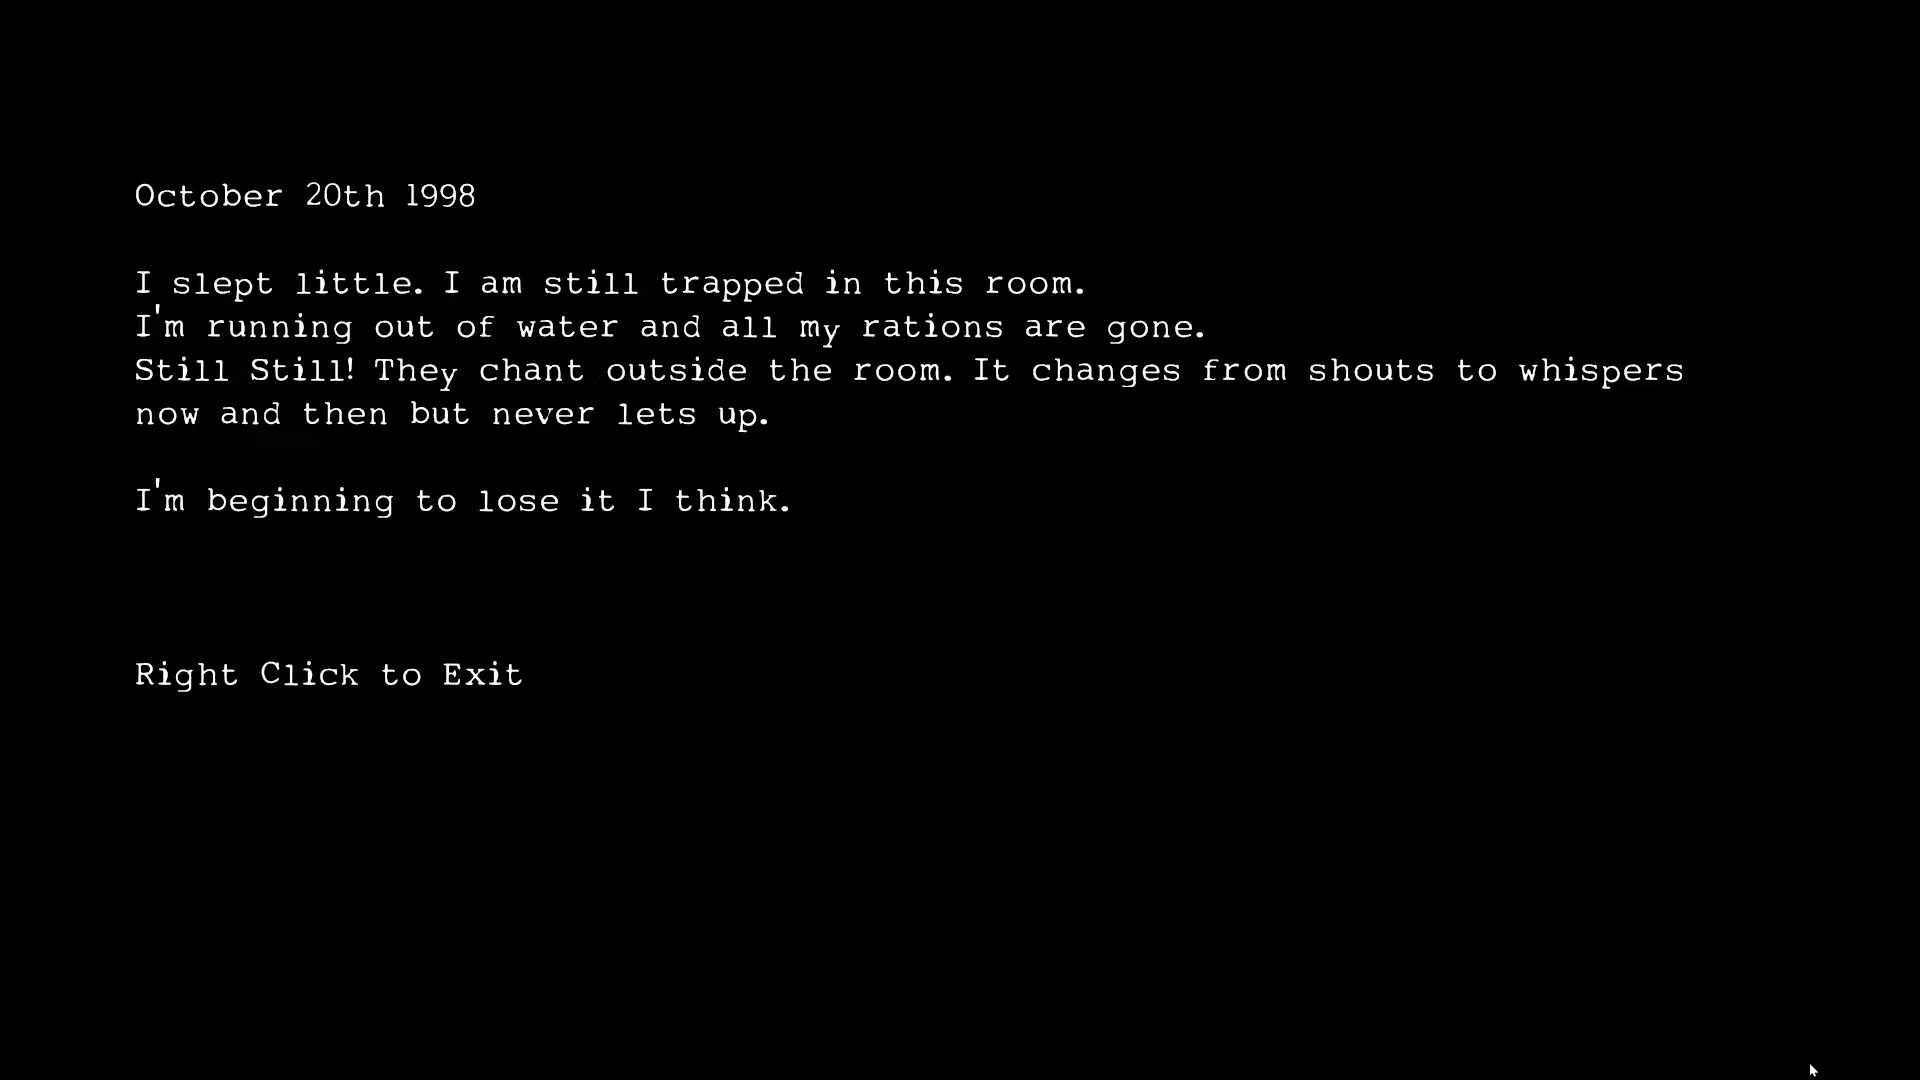 October 20th 1998
I slept little. I am still trapped in this room.
I'm running out of water and all my rations are gone.
Still Still! They chant outside the room. It changes from shouts to whispers
now and then but never lets up.
I'm beginning to lose it I think.
Right Click to Exit